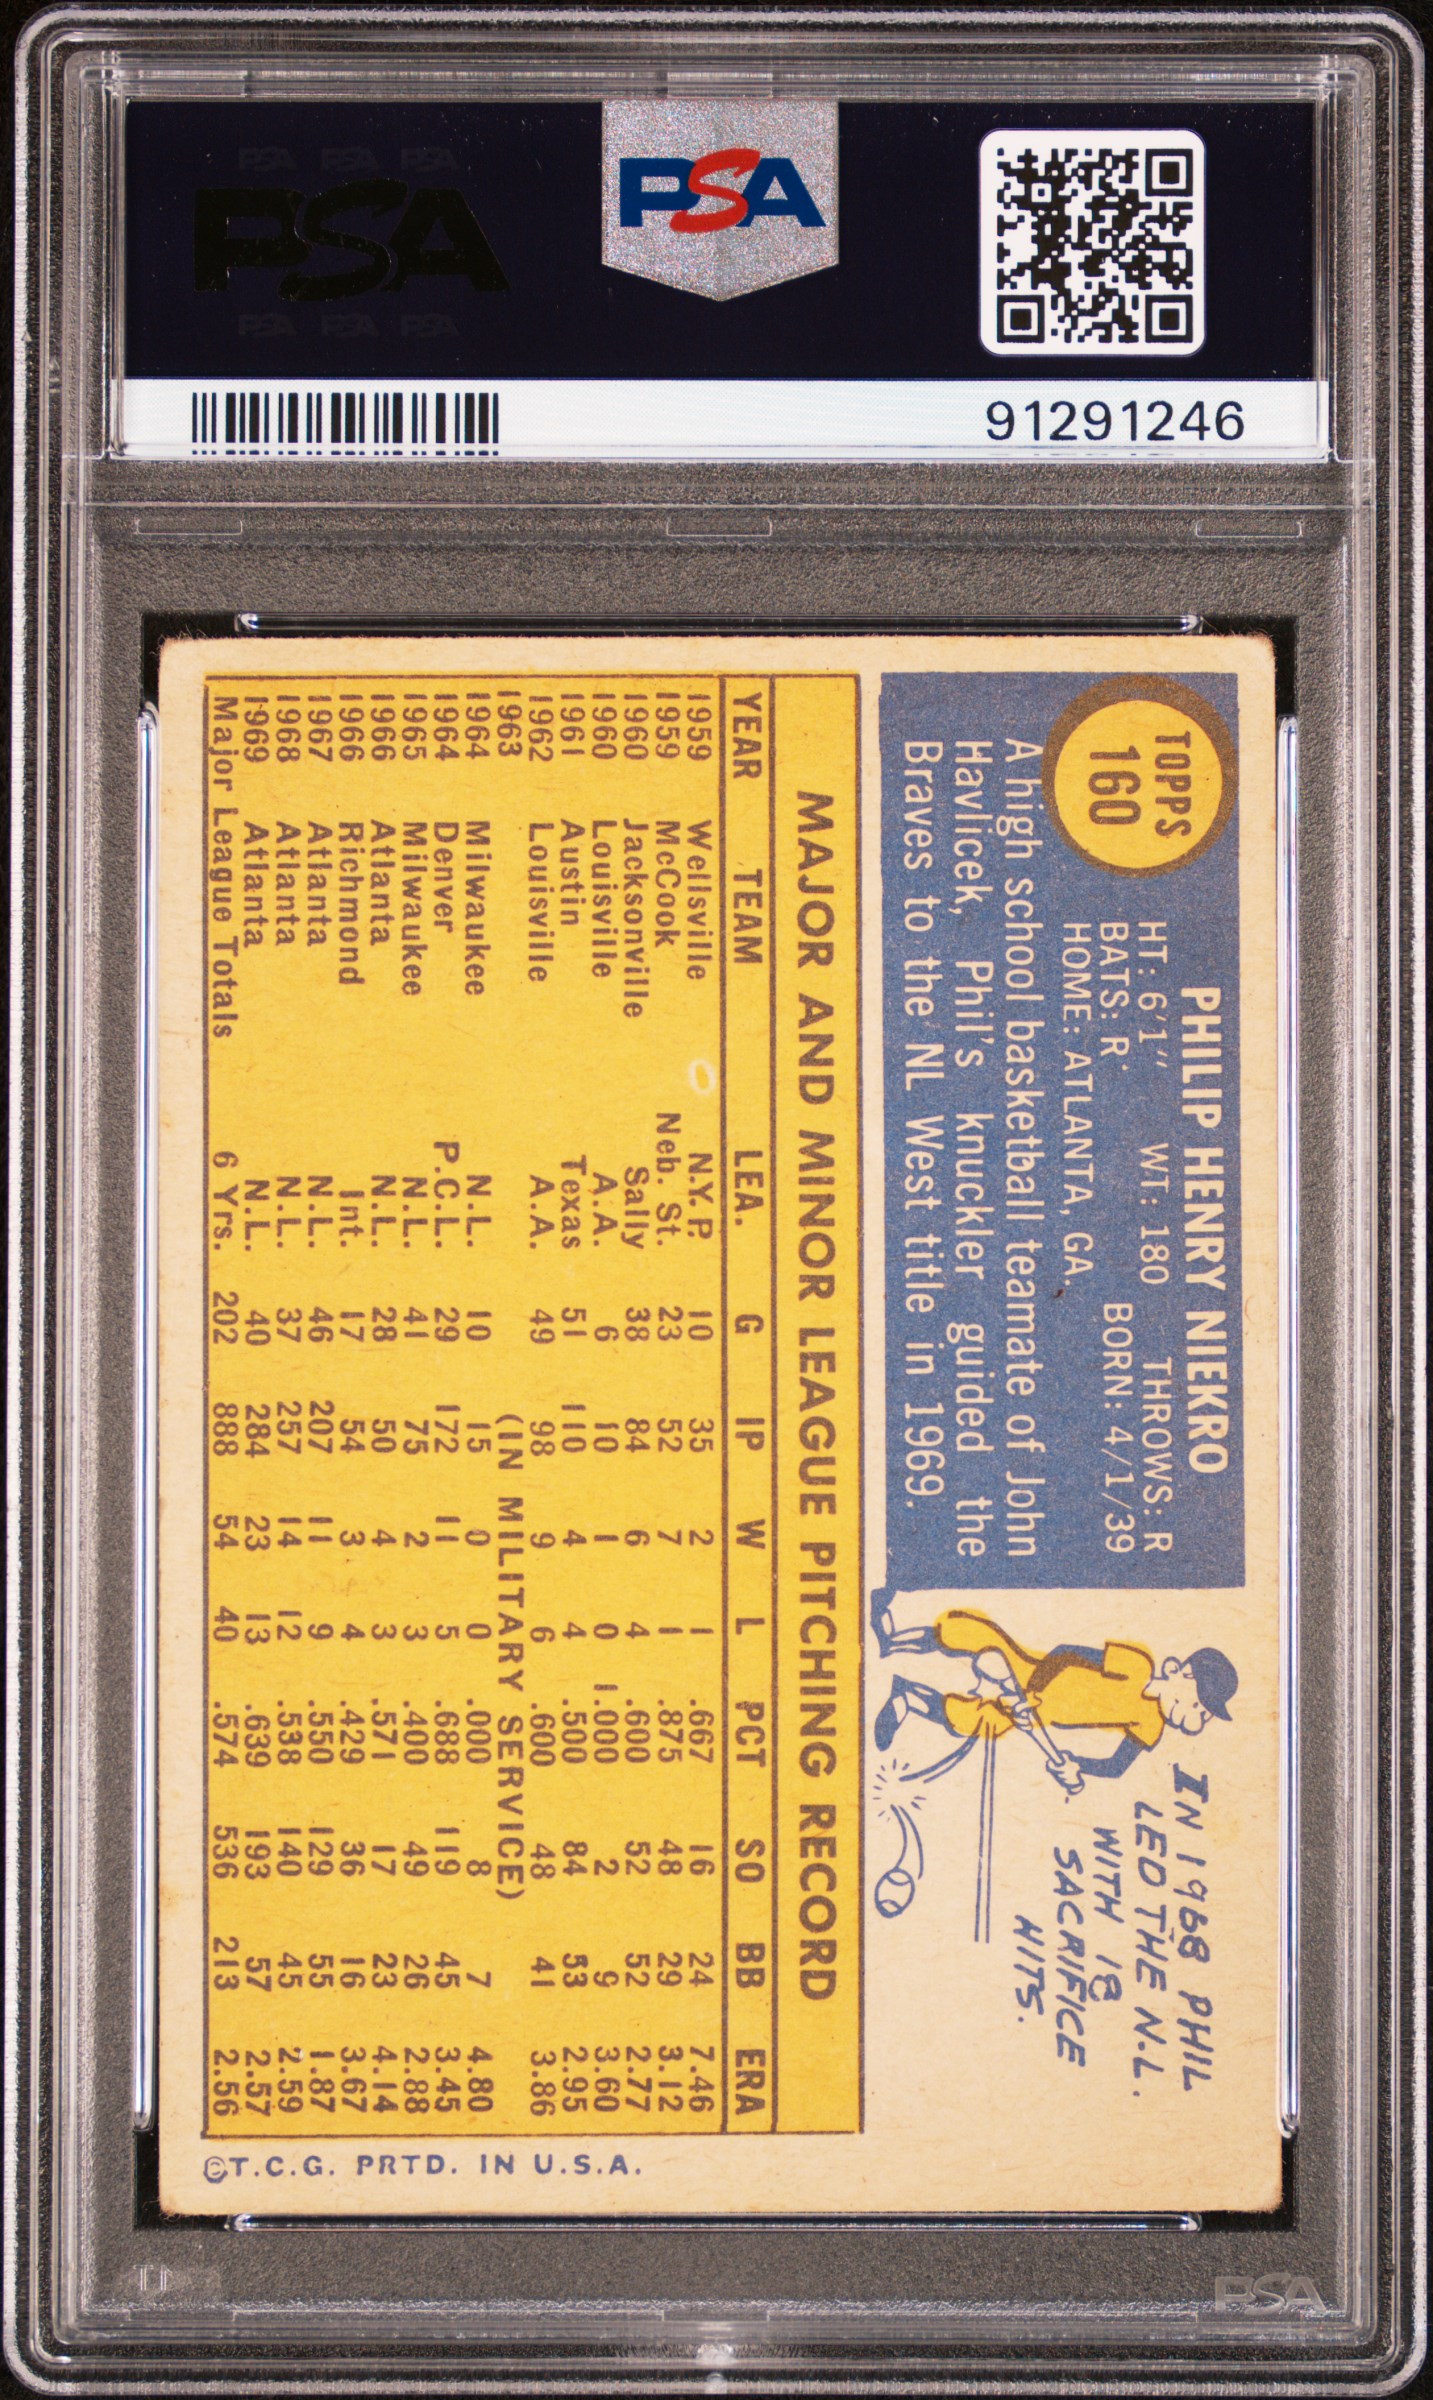 PSA PSA PSA
PSA
PSA PSA PSA
PSA
91291246
TOPPS
160
PHILIP HENRY NIEKRO
HT: 6'1" WT: 180 THROWS: R
BATS: R BORN: 4/1/39
HOME: ATLANTA, GA.
A high school basketball teamate of John
Havlicek, Phil's knuckler guided the
Braves to the NL West title in 1969.
IN 1968 PHIL
LED THE N.L.
WITH 18
SACRIFICE
HITS.
MAJOR AND MINOR LEAGUE PITCHING RECORD
YEAR TEAM LEA. G IP W L PCT SO BB ERA
1959 Wellsville N.Y.P. 10 35 2 1 .667 16 24 7.46
1959 McCook Neb. St. 23 52 7 1 .875 48 29 3.12
1960 Jacksonville Sally 38 84 6 4 .600 52 52 2.77
1960 Louisville A.A. 6 10 1 0 1.000 2 9 3.60
1961 Austin Texas 51 110 4 4 .500 84 53 2.95
1962 Louisville A.A. 49 98 9 6 .600 48 41 3.86
1963 (IN MILITARY SERVICE)
1964 Milwaukee N.L. 10 15 0 0 .000 8 7 4.80
1964 Denver P.C.L. 29 172 11 5 .688 119 45 3.45
1965 Milwaukee N.L. 41 75 2 3 .400 49 26 2.88
1966 Atlanta N.L. 28 50 4 3 .571 17 23 4.14
1966 Richmond Int. 17 54 3 4 .429 36 16 3.67
1967 Atlanta N.L. 46 207 11 9 .550 129 55 1.87
1968 Atlanta N.L. 37 257 14 12 .538 140 45 2.59
1969 Atlanta N.L. 40 284 23 13 .639 193 57 2.57
Major League Totals 6 Yrs. 202 888 54 40 .574 536 213 2.56
©T.C.G. PRTD. IN U.S.A.
PSA